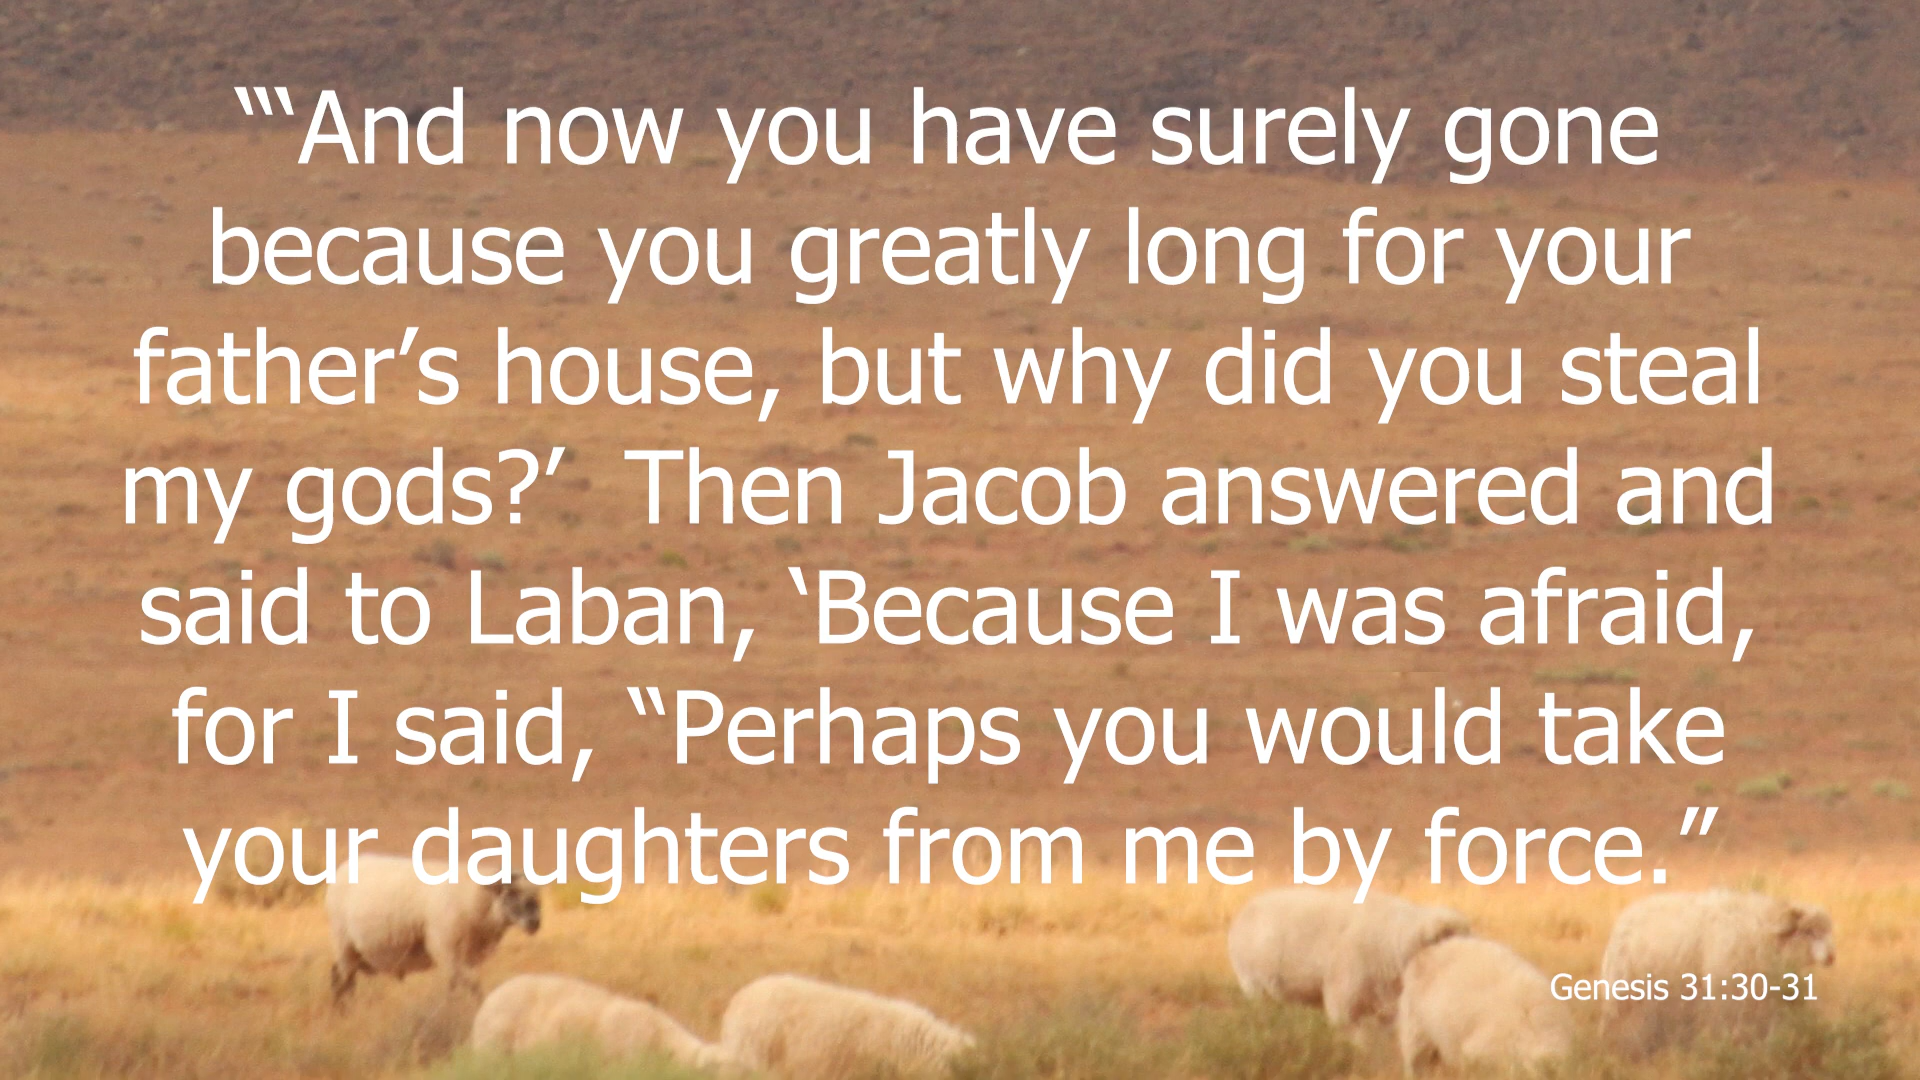 “‘And now you have surely gone
because you greatly long for your
father’s house, but why did you steal
my gods?’  Then Jacob answered and
said to Laban, ‘Because I was afraid,
for I said, “Perhaps you would take
your daughters from me by force.”
Genesis 31:30-31